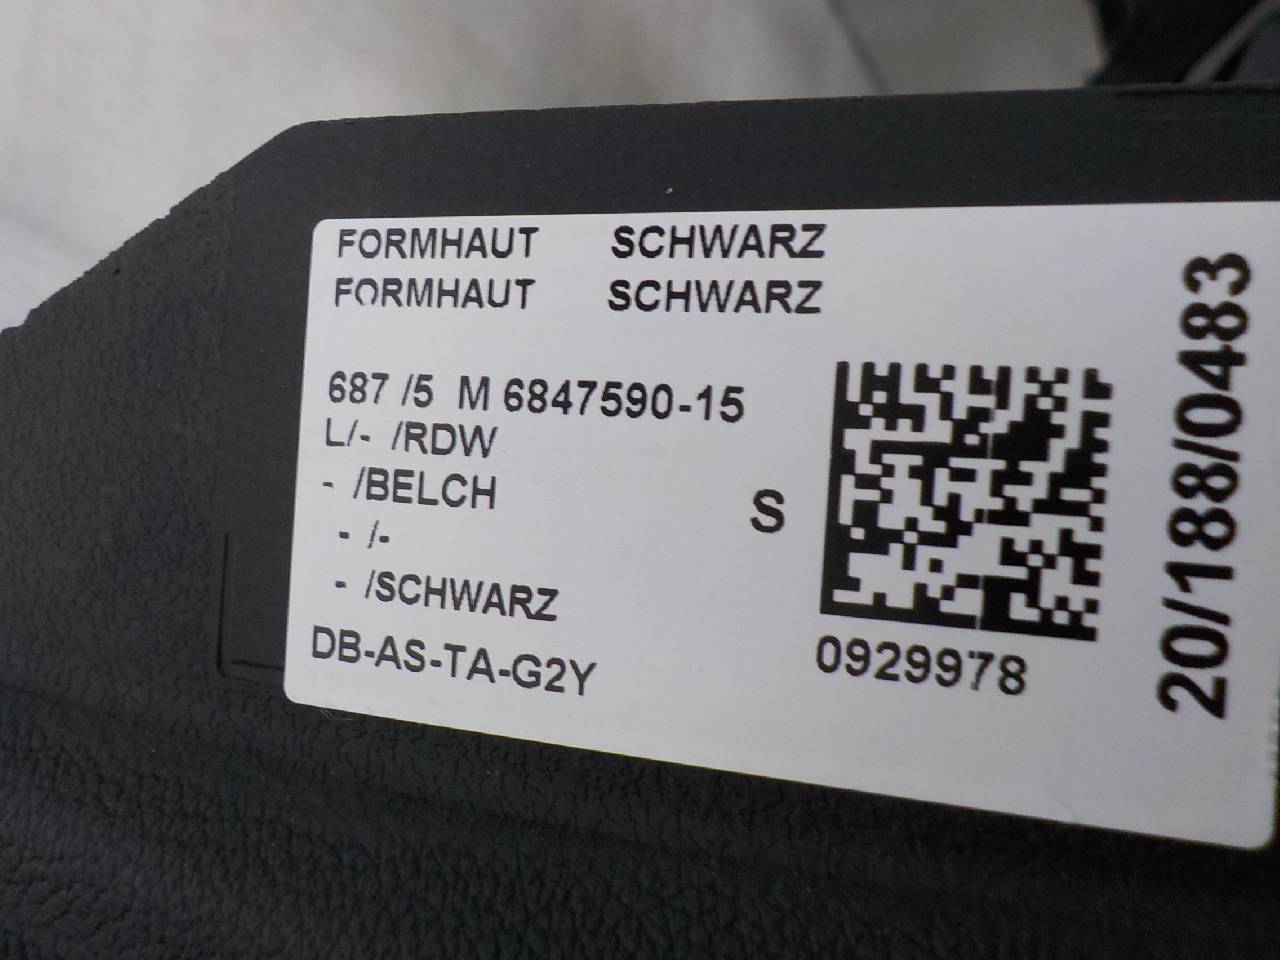 FORMHAUT SCHWARZ
FORMHAUT SCHWARZ
687 /5 M 6847590-15
L/- /RDW
- /BELCH
- /-
- /SCHWARZ
DB-AS-TA-G2Y
S
0929978
20/188/0483